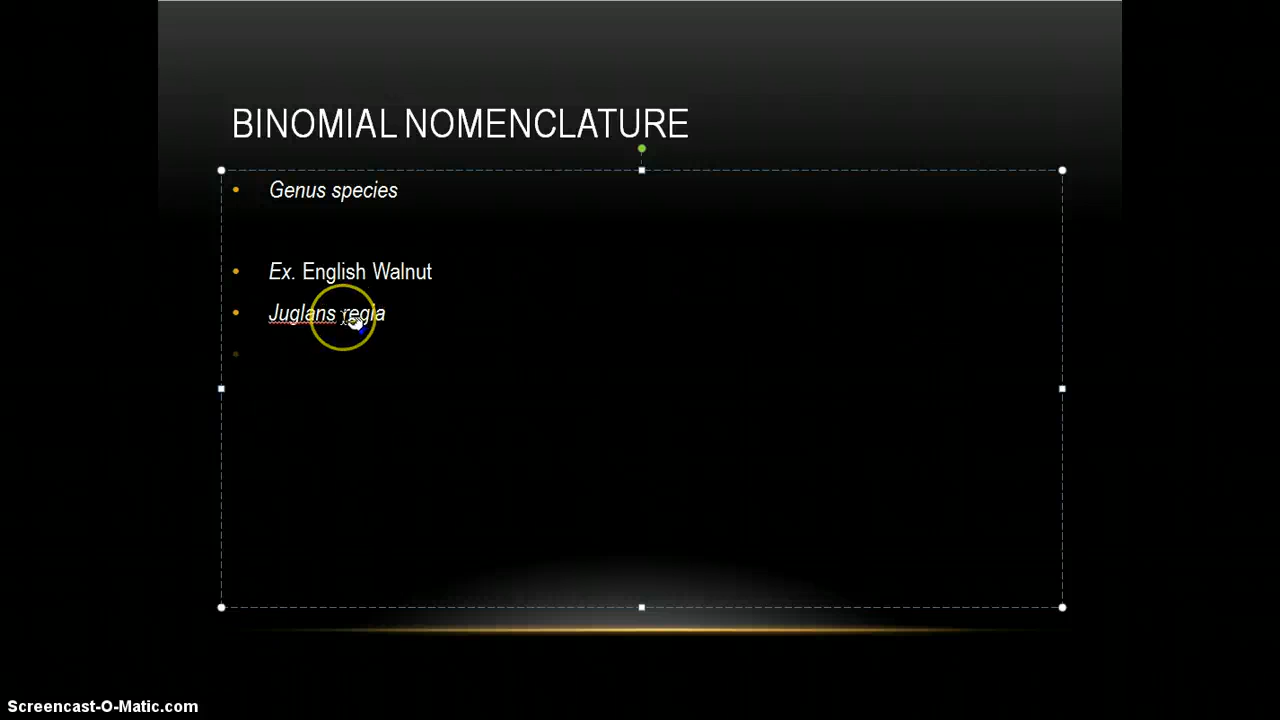 BINOMIAL NOMENCLATURE
Genus species
Ex. English Walnut
Juglans regia
Screencast-O-Matic.com